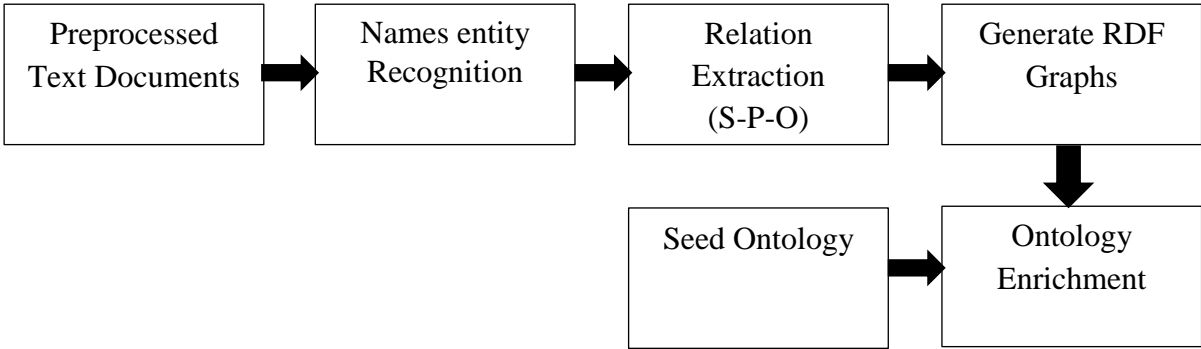 Preprocessed
Text Documents
Names entity
Recognition
Relation
Extraction
(S-P-O)
Generate RDF
Graphs
Seed Ontology
Ontology
Enrichment